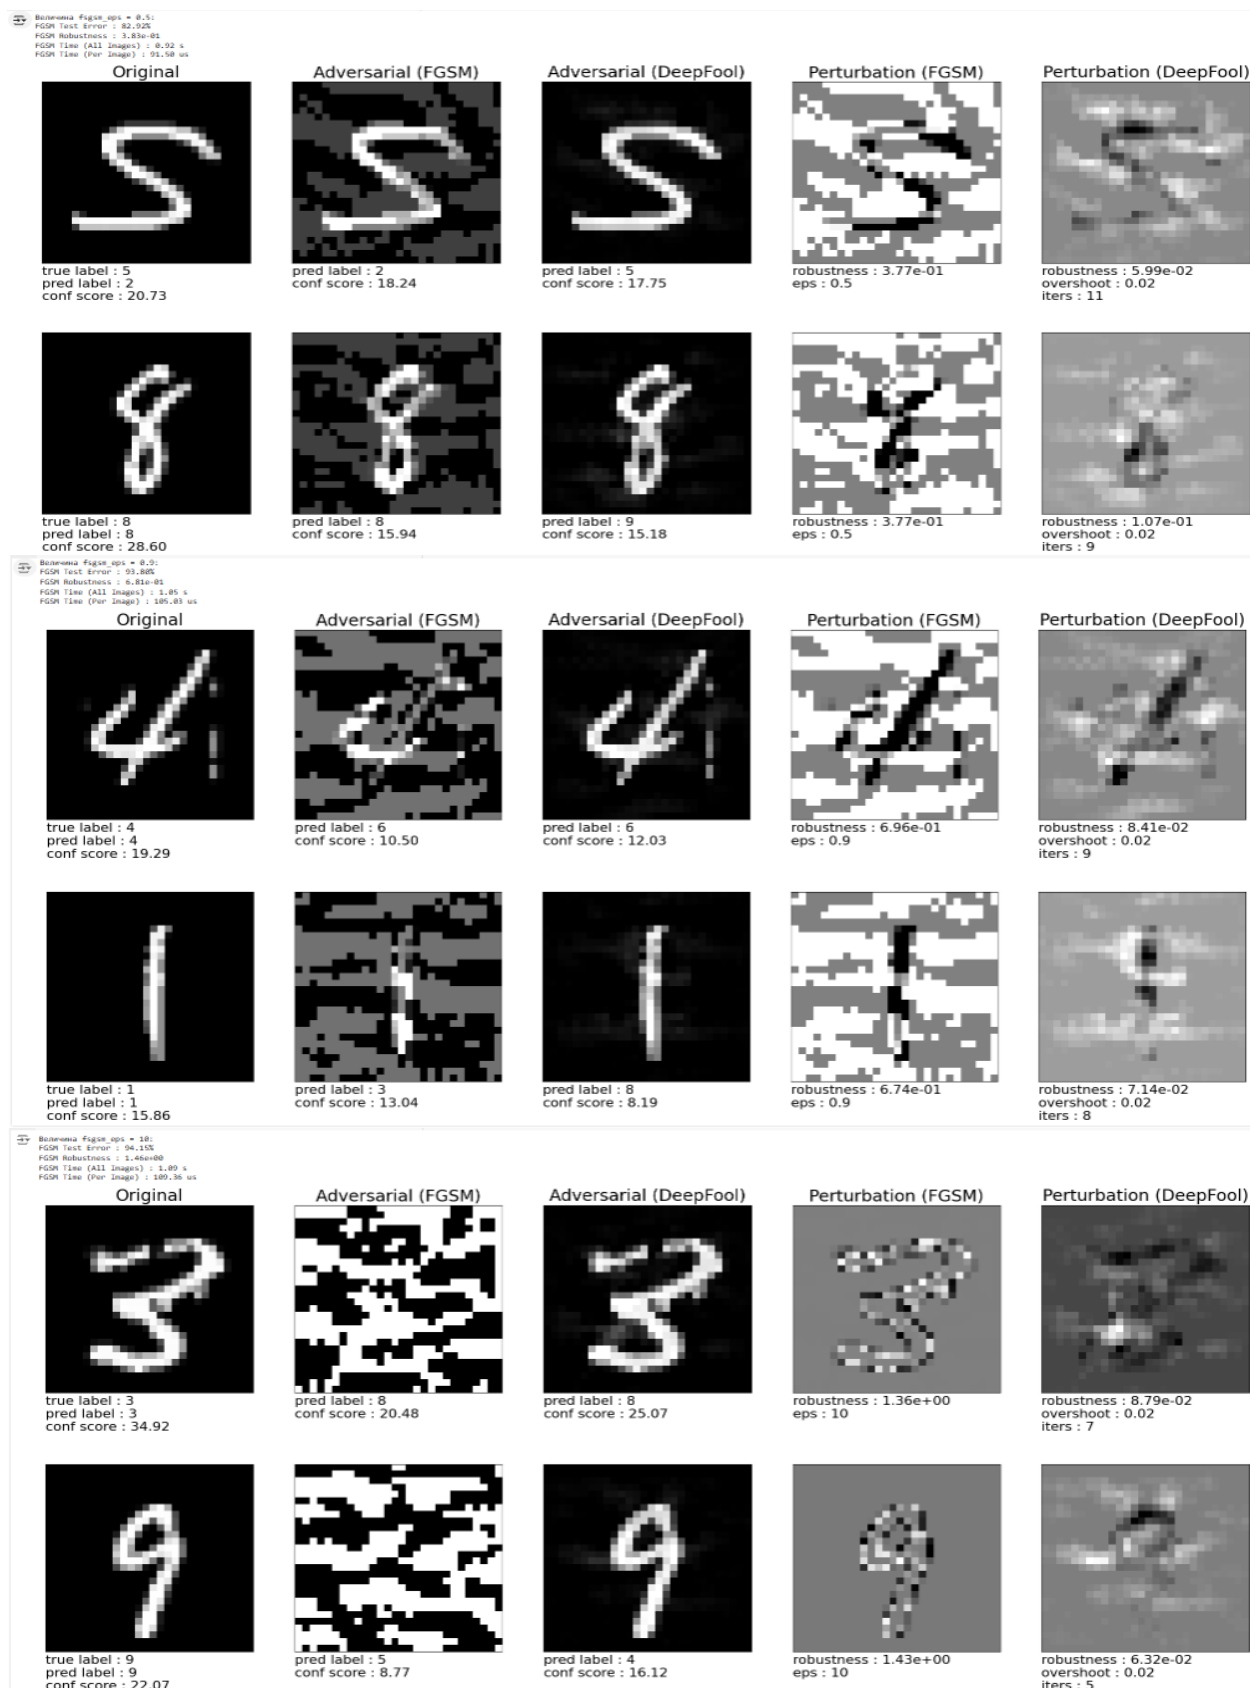 Величина fsgsm_eps = 0.5:
FGSM Test Error : 82.92%
FGSM Robustness : 3.83e-01
FGSM Time (All Images) : 0.92 s
FGSM Time (Per Image) : 91.50 us
Original Adversarial (FGSM) Adversarial (DeepFool) Perturbation (FGSM) Perturbation (DeepFool)
true label : 5 pred label : 2 pred label : 5 robustness : 3.77e-01 robustness : 5.99e-02
pred label : 2 conf score : 18.24 conf score : 17.75 eps : 0.5 overshoot : 0.02
conf score : 20.73 iters : 11
true label : 8 pred label : 8 pred label : 9 robustness : 3.77e-01 robustness : 1.07e-01
pred label : 8 conf score : 15.94 conf score : 15.18 eps : 0.5 overshoot : 0.02
conf score : 28.60 iters : 9
Величина fsgsm_eps = 0.9:
FGSM Test Error : 93.80%
FGSM Robustness : 6.81e-01
FGSM Time (All Images) : 1.05 s
FGSM Time (Per Image) : 105.03 us
Original Adversarial (FGSM) Adversarial (DeepFool) Perturbation (FGSM) Perturbation (DeepFool)
true label : 4 pred label : 6 pred label : 6 robustness : 6.96e-01 robustness : 8.41e-02
pred label : 4 conf score : 10.50 conf score : 12.03 eps : 0.9 overshoot : 0.02
conf score : 19.29 iters : 9
true label : 1 pred label : 3 pred label : 8 robustness : 6.74e-01 robustness : 7.14e-02
pred label : 1 conf score : 13.04 conf score : 8.19 eps : 0.9 overshoot : 0.02
conf score : 15.86 iters : 8
Величина fsgsm_eps = 10:
FGSM Test Error : 94.15%
FGSM Robustness : 1.46e+00
FGSM Time (All Images) : 1.09 s
FGSM Time (Per Image) : 109.36 us
Original Adversarial (FGSM) Adversarial (DeepFool) Perturbation (FGSM) Perturbation (DeepFool)
true label : 3 pred label : 8 pred label : 8 robustness : 1.36e+00 robustness : 8.79e-02
pred label : 3 conf score : 20.48 conf score : 25.07 eps : 10 overshoot : 0.02
conf score : 34.92 iters : 7
true label : 9 pred label : 5 pred label : 4 robustness : 1.43e+00 robustness : 6.32e-02
pred label : 9 conf score : 8.77 conf score : 16.12 eps : 10 overshoot : 0.02
conf score : 22.07 iters : 5